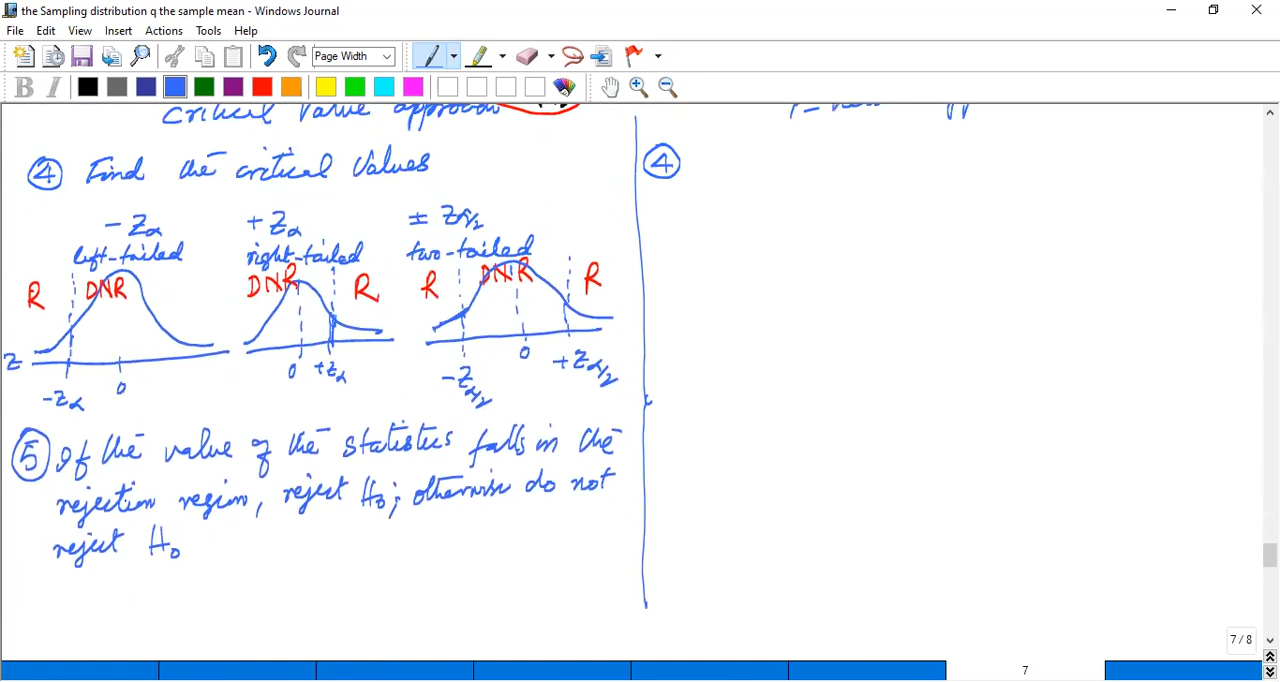 the Sampling distribution q the sample mean - Windows Journal
File Edit View Insert Actions Tools Help
Page Width
B I
Critical Value approach
④ Find the critical values
- Zα
left-tailed
R DNR
Z
-Zα 0
+ Zα
right-tailed
DNR R
0 +Zα
± Zα/2
two-tailed
R DNR R
-Zα/2 0 +Zα/2
⑤ If the value of the statistics falls in the
rejection region, reject H₀; otherwise do not
reject H₀
④
7 / 8
7